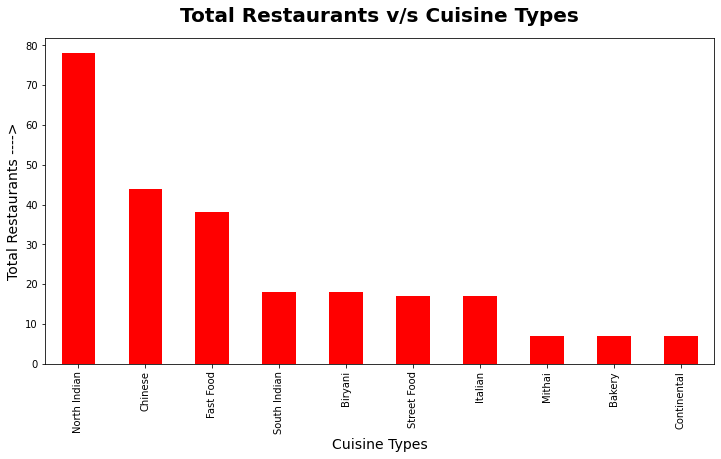 Total Restaurants v/s Cuisine Types
Total Restaurants ---->
80
70
60
50
40
30
20
10
0
North Indian
Chinese
Fast Food
South Indian
Biryani
Street Food
Italian
Mithai
Bakery
Continental
Cuisine Types